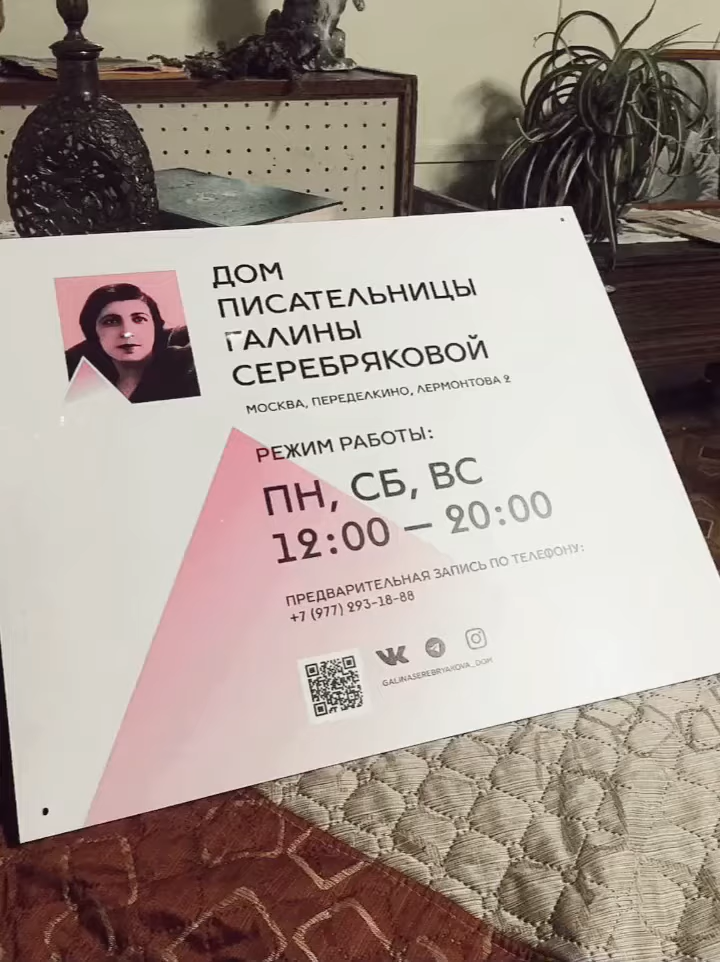 ДОМ
ПИСАТЕЛЬНИЦЫ
ГАЛИНЫ
СЕРЕБРЯКОВОЙ
МОСКВА, ПЕРЕДЕЛКИНО, ЛЕРМОНТОВА 2
РЕЖИМ РАБОТЫ:
ПН, СБ, ВС
12:00 — 20:00
ПРЕДВАРИТЕЛЬНАЯ ЗАПИСЬ ПО ТЕЛЕФОНУ:
+7 (977) 293-18-88
GALINASEREBRYAKOVA_DOM